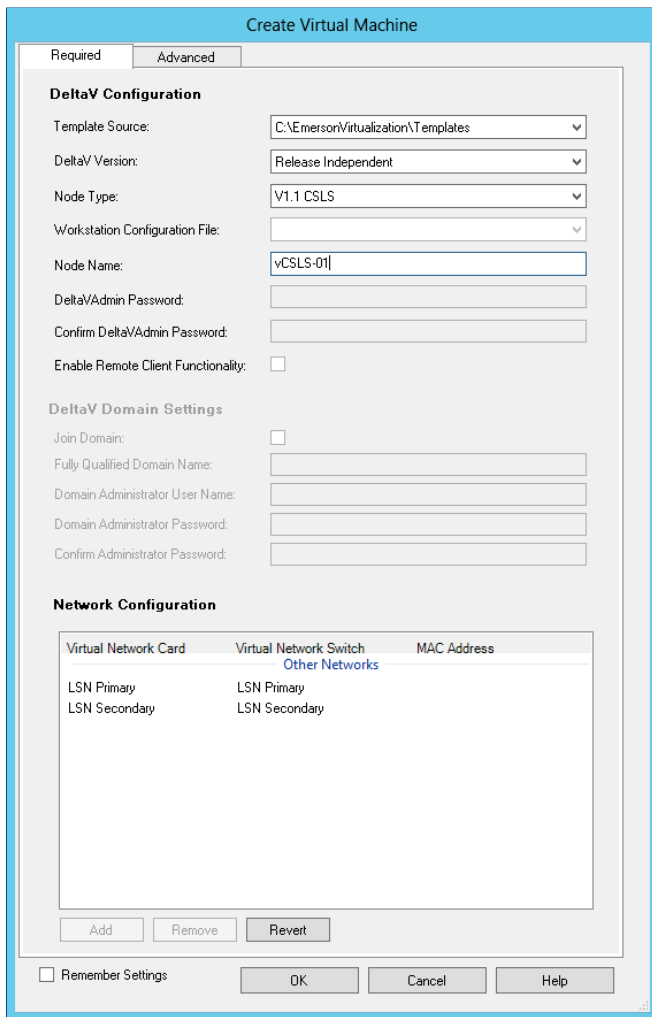 Create Virtual Machine
Required Advanced
DeltaV Configuration
Template Source: C:\EmersonVirtualization\Templates
DeltaV Version: Release Independent
Node Type: V1.1 CSLS
Workstation Configuration File:
Node Name: vCSLS-01
DeltaVAdmin Password:
Confirm DeltaVAdmin Password:
Enable Remote Client Functionality:
DeltaV Domain Settings
Join Domain:
Fully Qualified Domain Name:
Domain Administrator User Name:
Domain Administrator Password:
Confirm Administrator Password:
Network Configuration
Virtual Network Card Virtual Network Switch MAC Address
Other Networks
LSN Primary LSN Primary
LSN Secondary LSN Secondary
Add Remove Revert
Remember Settings OK Cancel Help